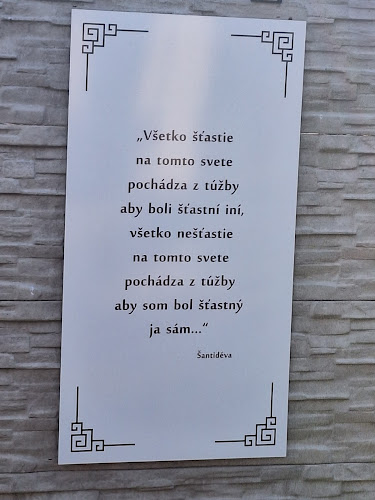 „Všetko šťastie
na tomto svete
pochádza z túžby
aby boli šťastní iní,
všetko nešťastie
na tomto svete
pochádza z túžby
aby som bol šťastný
ja sám...“
Šantidéva